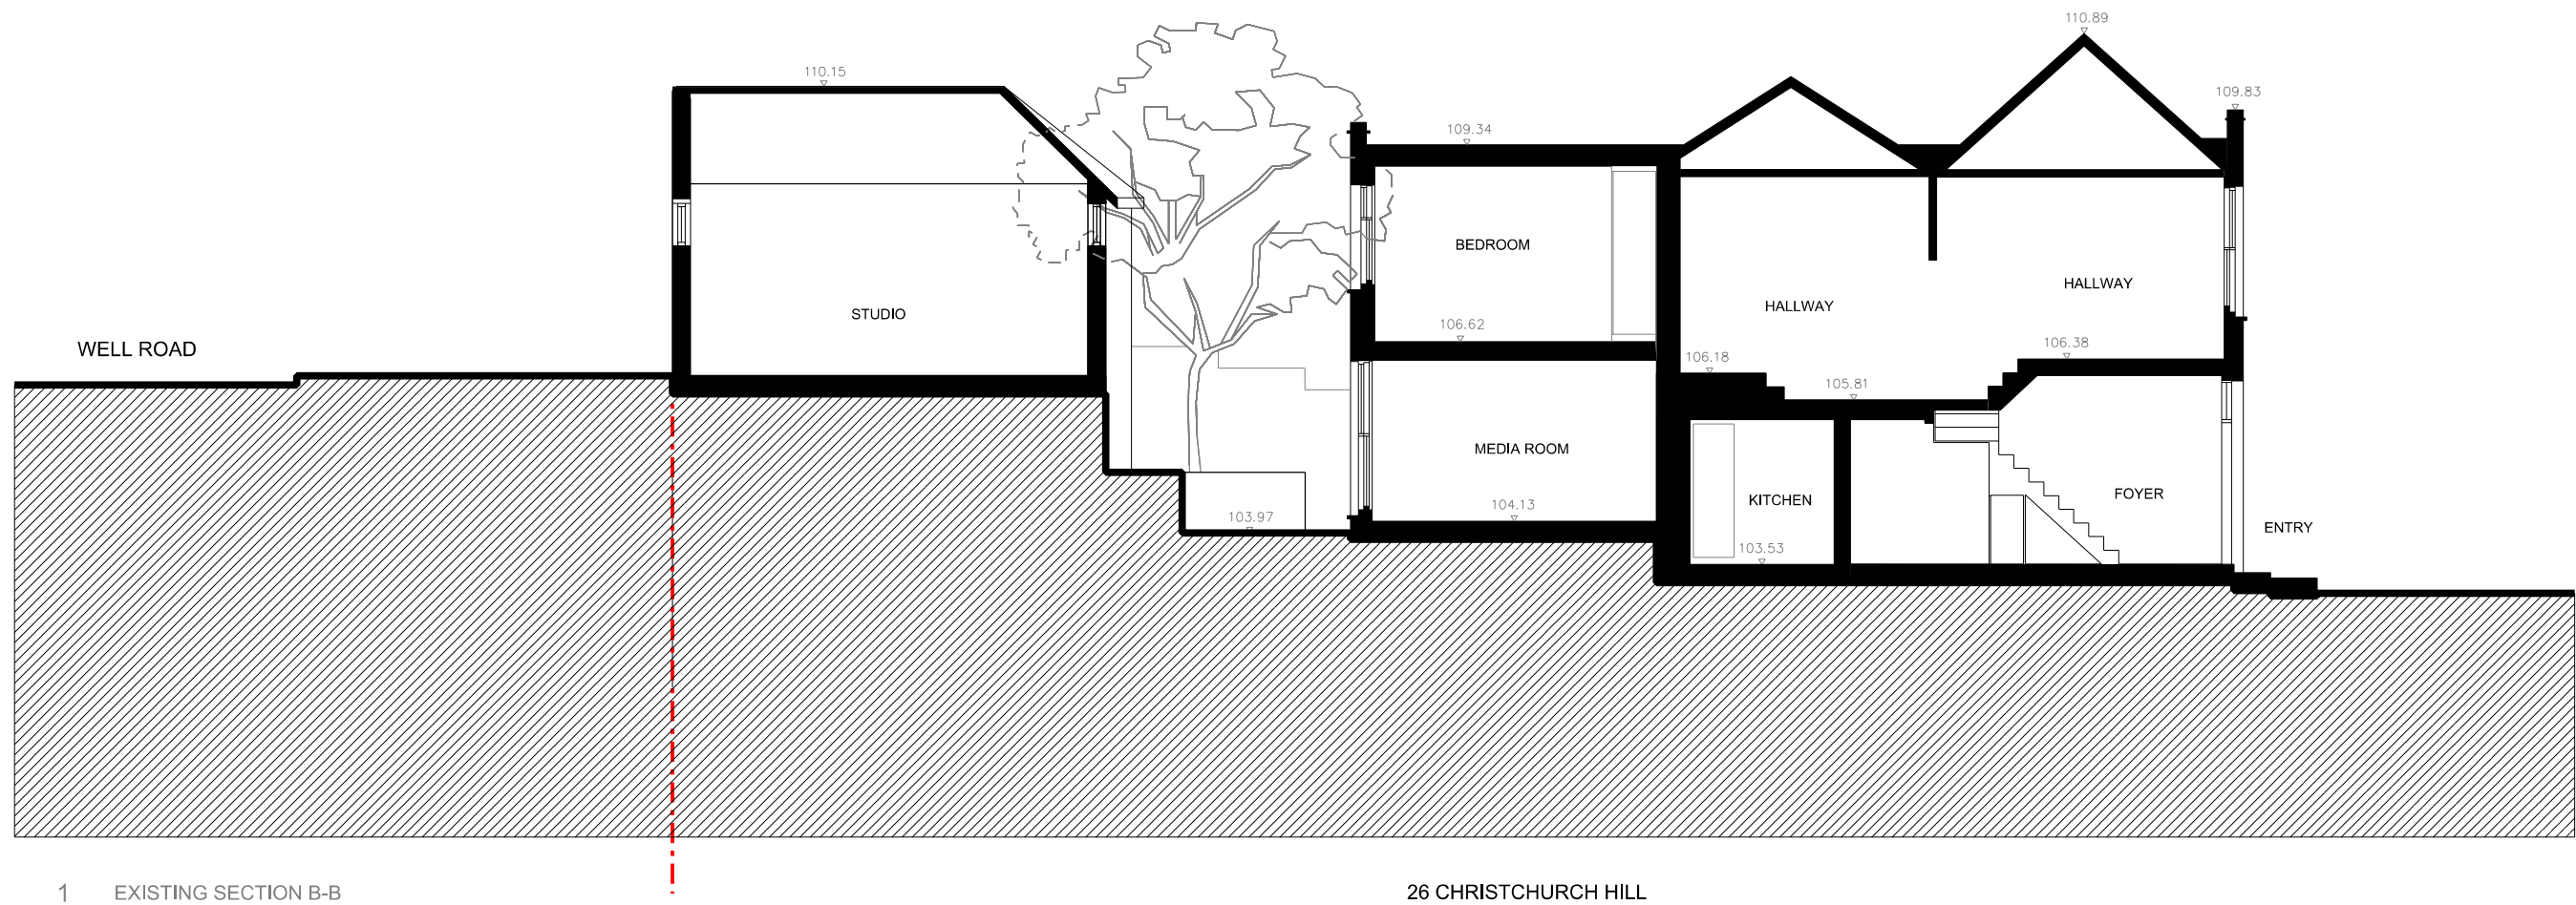 110.89
110.15
109.83
109.34
BEDROOM
HALLWAY
HALLWAY
STUDIO
106.62
WELL ROAD
106.18
106.38
105.81
MEDIA ROOM
KITCHEN
FOYER
104.13
103.97
ENTRY
103.53
1 EXISTING SECTION B-B
26 CHRISTCHURCH HILL